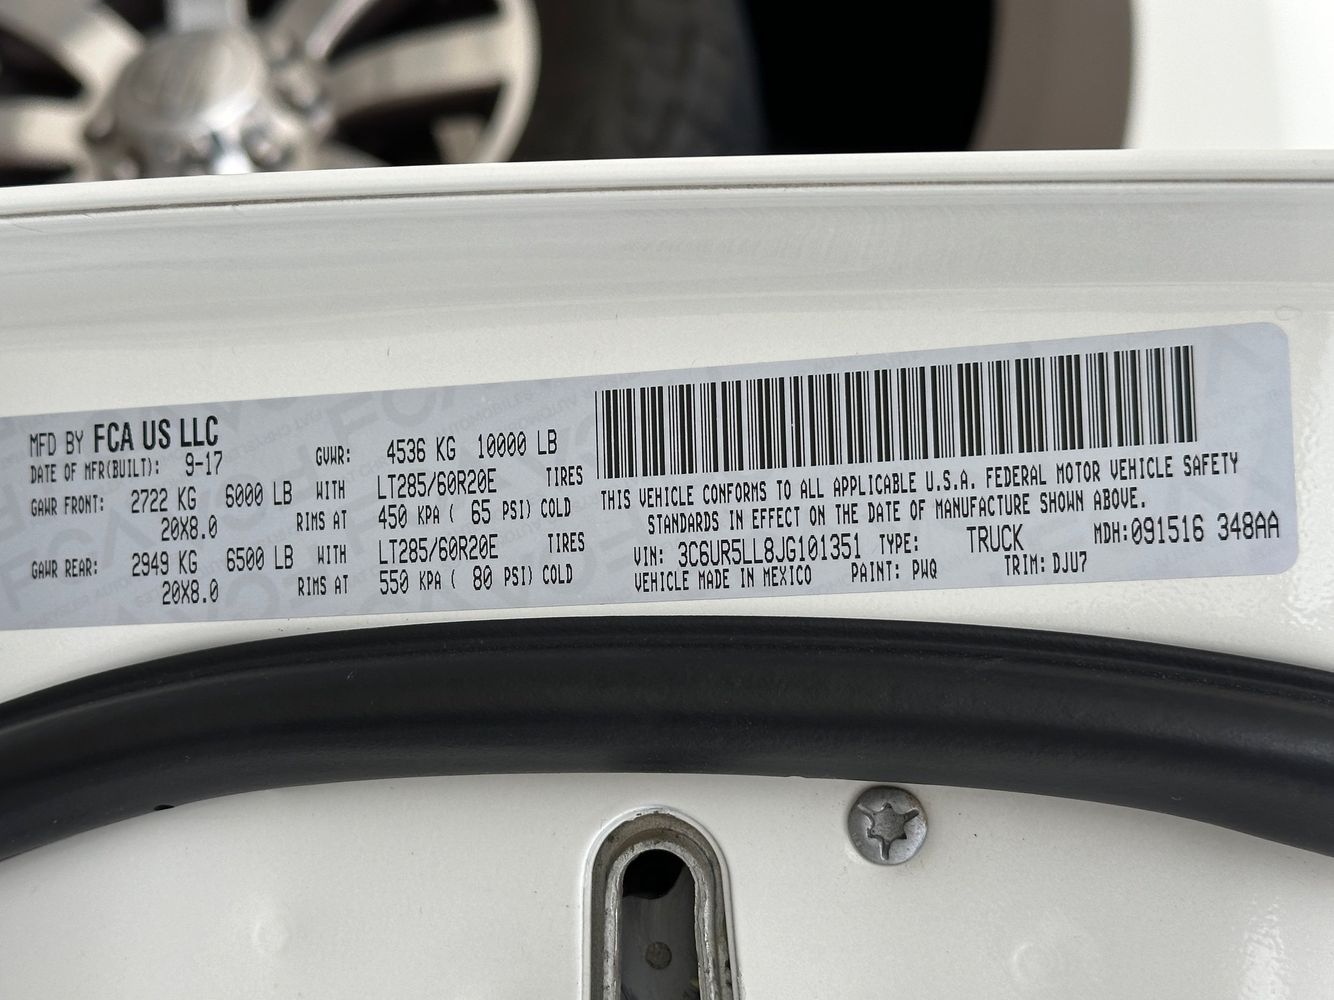 MFD BY FCA US LLC
DATE OF MFR(BUILT): 9-17 GVWR: 4536 KG 10000 LB
GAWR FRONT: 2722 KG 6000 LB WITH LT285/60R20E TIRES
20X8.0 RIMS AT 450 KPA ( 65 PSI) COLD
GAWR REAR: 2949 KG 6500 LB WITH LT285/60R20E TIRES
20X8.0 RIMS AT 550 KPA ( 80 PSI) COLD
THIS VEHICLE CONFORMS TO ALL APPLICABLE U.S.A. FEDERAL MOTOR VEHICLE SAFETY
STANDARDS IN EFFECT ON THE DATE OF MANUFACTURE SHOWN ABOVE.
VIN: 3C6UR5LL8JG101351 TYPE: TRUCK MDH:091516 348AA
VEHICLE MADE IN MEXICO PAINT: PWQ TRIM: DJU7